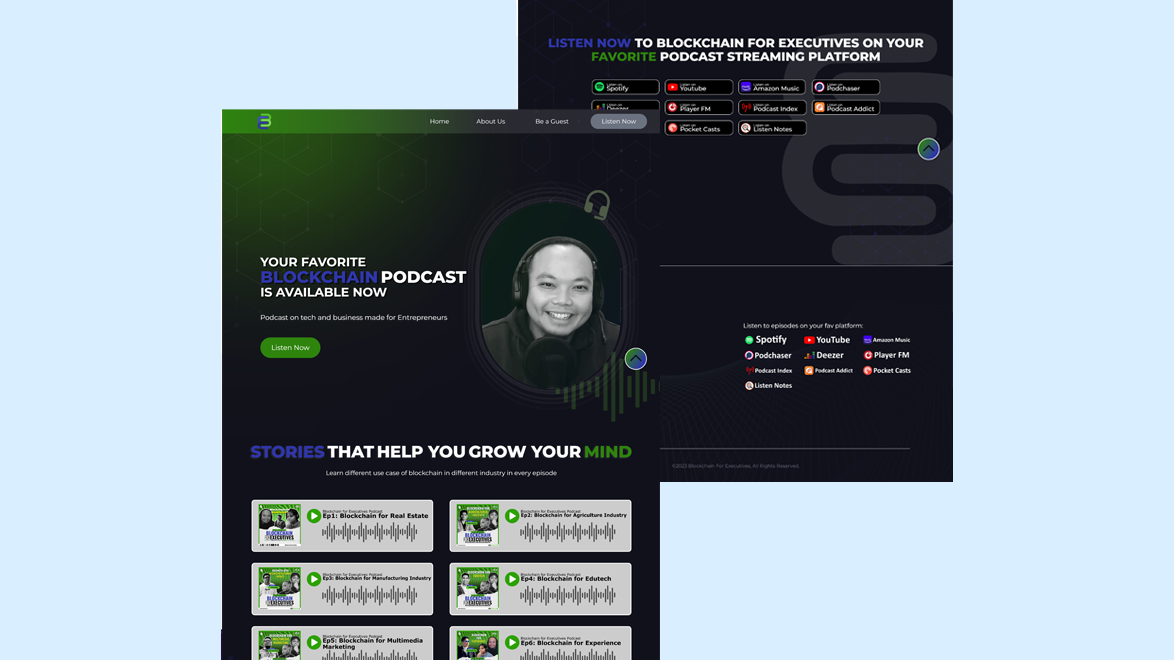 LISTEN NOW TO BLOCKCHAIN FOR EXECUTIVES ON YOUR
FAVORITE PODCAST STREAMING PLATFORM
Listen on
Spotify
Listen on
Youtube
Listen on
Amazon Music
Listen on
Podchaser
Listen on
Deezer
Listen on
Player FM
Listen on
Podcast Index
Listen on
Podcast Addict
Listen on
Pocket Casts
Listen on
Listen Notes
Home
About Us
Be a Guest
Listen Now
YOUR FAVORITE
BLOCKCHAIN PODCAST
IS AVAILABLE NOW
Podcast on tech and business made for Entrepreneurs
Listen Now
Listen to episodes on your fav platform:
Spotify
YouTube
Amazon Music
Podchaser
Deezer
Player FM
Podcast Index
Podcast Addict
Pocket Casts
Listen Notes
©2023 Blockchain For Executives, All Rights Reserved.
STORIES THAT HELP YOU GROW YOUR MIND
Learn different use case of blockchain in different industry in every episode
BLOCKCHAIN
EXECUTIVES
Blockchain for Executives Podcast
Ep1: Blockchain for Real Estate
BLOCKCHAIN
EXECUTIVES
Blockchain for Executives Podcast
Ep2: Blockchain for Agriculture Industry
BLOCKCHAIN
EXECUTIVES
Blockchain for Executives Podcast
Ep3: Blockchain for Manufacturing Industry
BLOCKCHAIN
EXECUTIVES
Blockchain for Executives Podcast
Ep4: Blockchain for Edutech
Blockchain for Executives Podcast
Ep5: Blockchain for Multimedia
Marketing
Blockchain for Executives Podcast
Ep6: Blockchain for Experience